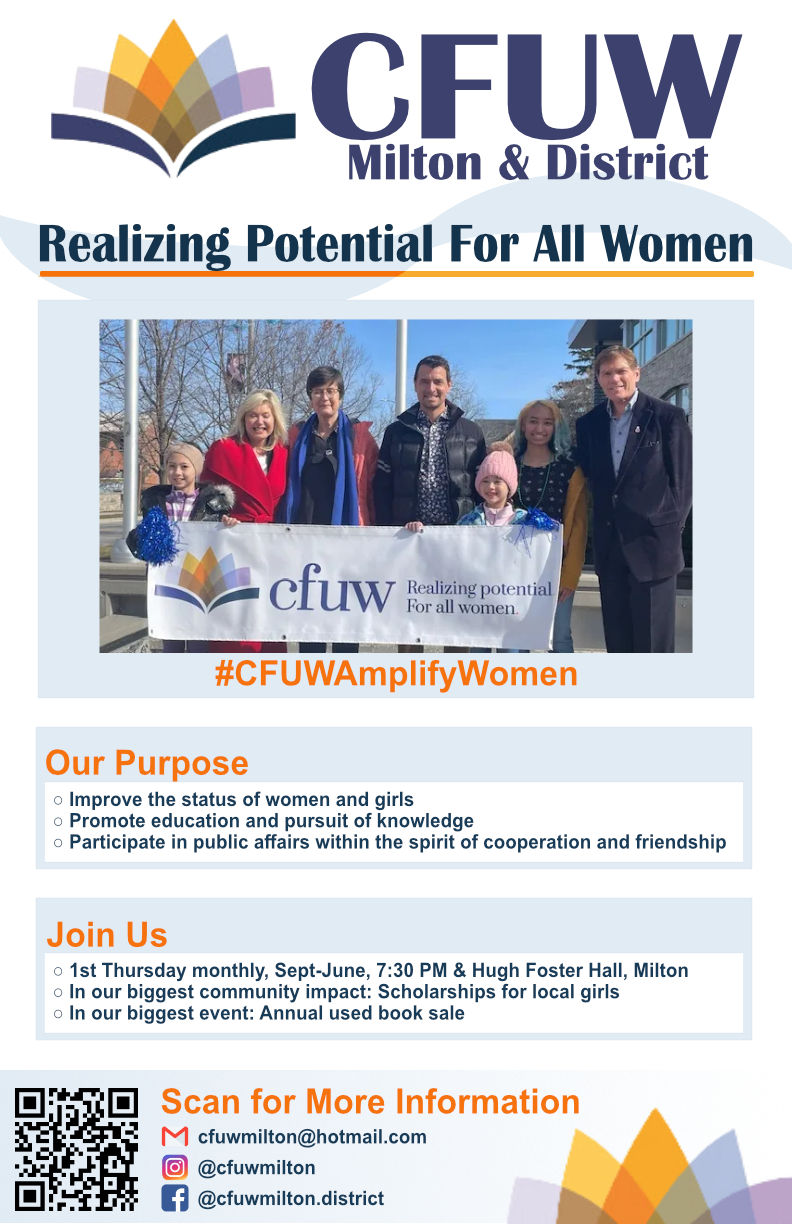 CFUW
Milton & District
Realizing Potential For All Women
cfuw
Realizing potential
For all women.
#CFUWAmplifyWomen
Our Purpose
○ Improve the status of women and girls
○ Promote education and pursuit of knowledge
○ Participate in public affairs within the spirit of cooperation and friendship
Join Us
○ 1st Thursday monthly, Sept-June, 7:30 PM & Hugh Foster Hall, Milton
○ In our biggest community impact: Scholarships for local girls
○ In our biggest event: Annual used book sale
Scan for More Information
cfuwmilton@hotmail.com
@cfuwmilton
@cfuwmilton.district